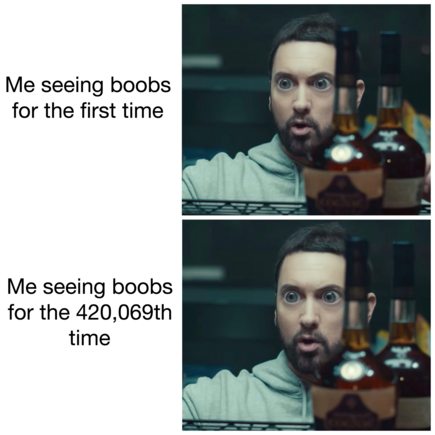 Me seeing boobs
for the first time
Me seeing boobs
for the 420,069th
time